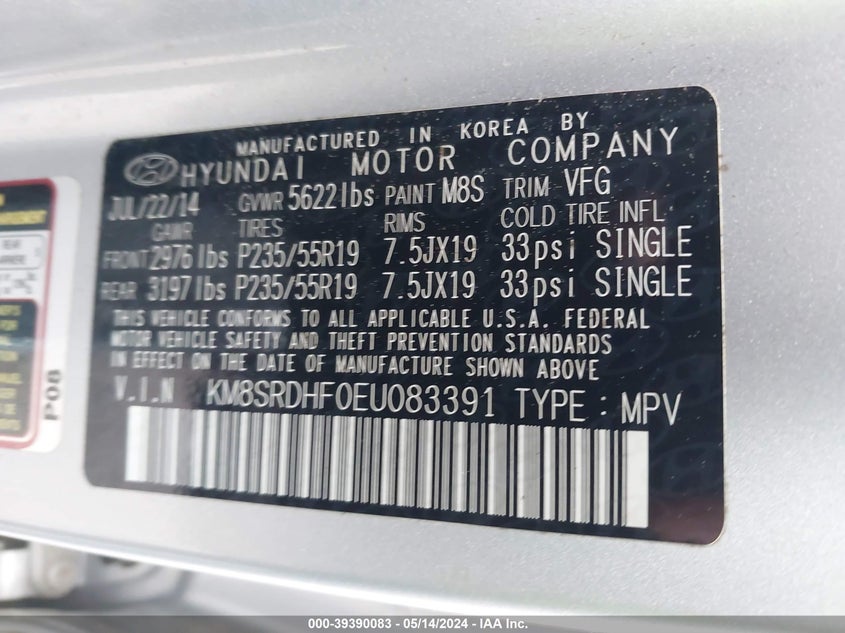 MANUFACTURED IN KOREA BY
HYUNDAI MOTOR COMPANY
JUL/22/14 GVWR 5622 lbs PAINT M8S TRIM VFG
GAWR TIRES RIMS COLD TIRE INFL
FRONT 2976 lbs P235/55R19 7.5JX19 33psi SINGLE
REAR 3197 lbs P235/55R19 7.5JX19 33psi SINGLE
THIS VEHICLE CONFORMS TO ALL APPLICABLE U.S.A. FEDERAL
MOTOR VEHICLE SAFETY AND THEFT PREVENTION STANDARDS
IN EFFECT ON THE DATE OF MANUFACTURE SHOWN ABOVE
V.I.N KM8SRDHF0EU083391 TYPE : MPV
P08
000-39390083 - 05/14/2024 - IAA Inc.